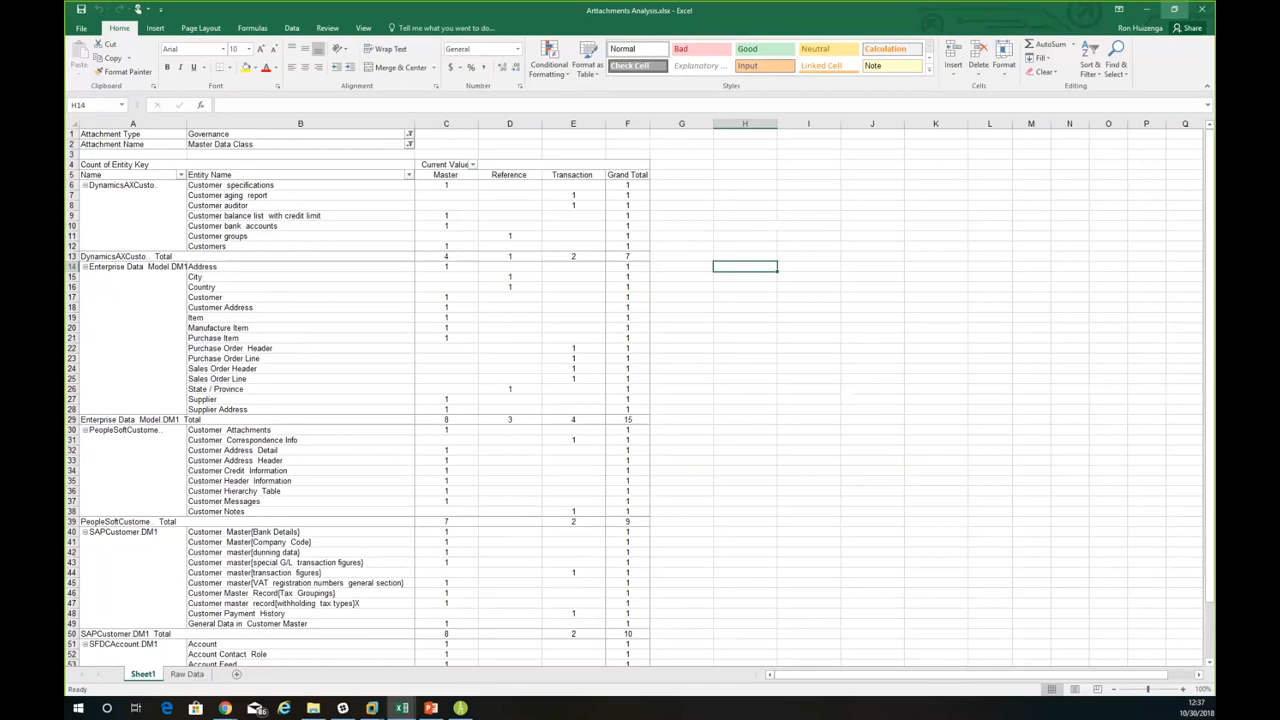 Arttachments Analysis.xlsx - Excel
File Home Insert Page Layout Formulas Data Review View Tell me what you want to do... Ron Huizenga Share
Cut
Copy
Format Painter
Paste
Clipboard
Arial 10
B I U
Font
Wrap Text
Merge & Center
Alignment
General
$ % ,
Number
Conditional Formatting
Format as Table
Normal Bad Good Neutral Calculation
Check Cell Explanatory ... Input Linked Cell Note
Styles
Insert Delete Format
Cells
AutoSum
Fill
Clear
Sort & Filter
Find & Select
Editing
H14 fx
A B C D E F G H I J K L M N O P Q
1 Attachment Type Governance
2 Attachment Name Master Data Class
3
4 Count of Entity Key Current Value
5 Name Entity Name Master Reference Transaction Grand Total
6 DynamicsAXCusto.. Customer specifications 1 1
7 Customer aging report 1 1
8 Customer auditor 1 1
9 Customer balance list with credit limit 1 1
10 Customer bank accounts 1 1
11 Customer groups 1 1
12 Customers 1 1
13 DynamicsAXCusto.. Total 4 1 2 7
14 Enterprise Data Model.DM1 Address 1 1
15 City 1 1
16 Country 1 1
17 Customer 1 1
18 Customer Address 1 1
19 Item 1 1
20 Manufacture Item 1 1
21 Purchase Item 1 1
22 Purchase Order Header 1 1
23 Purchase Order Line 1 1
24 Sales Order Header 1 1
25 Sales Order Line 1 1
26 State / Province 1 1
27 Supplier 1 1
28 Supplier Address 1 1
29 Enterprise Data Model.DM1 Total 8 3 4 15
30 PeopleSoftCustome.. Customer Attachments 1 1
31 Customer Correspondence Info 1 1
32 Customer Address Detail 1 1
33 Customer Address Header 1 1
34 Customer Credit Information 1 1
35 Customer Header Information 1 1
36 Customer Hierarchy Table 1 1
37 Customer Messages 1 1
38 Customer Notes 1 1
39 PeopleSoftCustome.. Total 7 2 9
40 SAPCustomer.DM1 Customer Master{Bank Details} 1 1
41 Customer Master{Company Code} 1 1
42 Customer master{dunning data} 1 1
43 Customer master{special G/L transaction figures} 1 1
44 Customer master{transaction figures} 1 1
45 Customer master{VAT registration numbers general section) 1 1
46 Customer Master Record{Tax Groupings} 1 1
47 Customer master record{withholding tax types}X 1 1
48 Customer Payment History 1 1
49 General Data in Customer Master 1 1
50 SAPCustomer.DM1 Total 8 2 10
51 SFDCAccount.DM1 Account 1 1
52 Account Contact Role 1 1
53 Account Feed 1 1
Sheet1 Raw Data
Ready 100%
12:37
10/30/2018